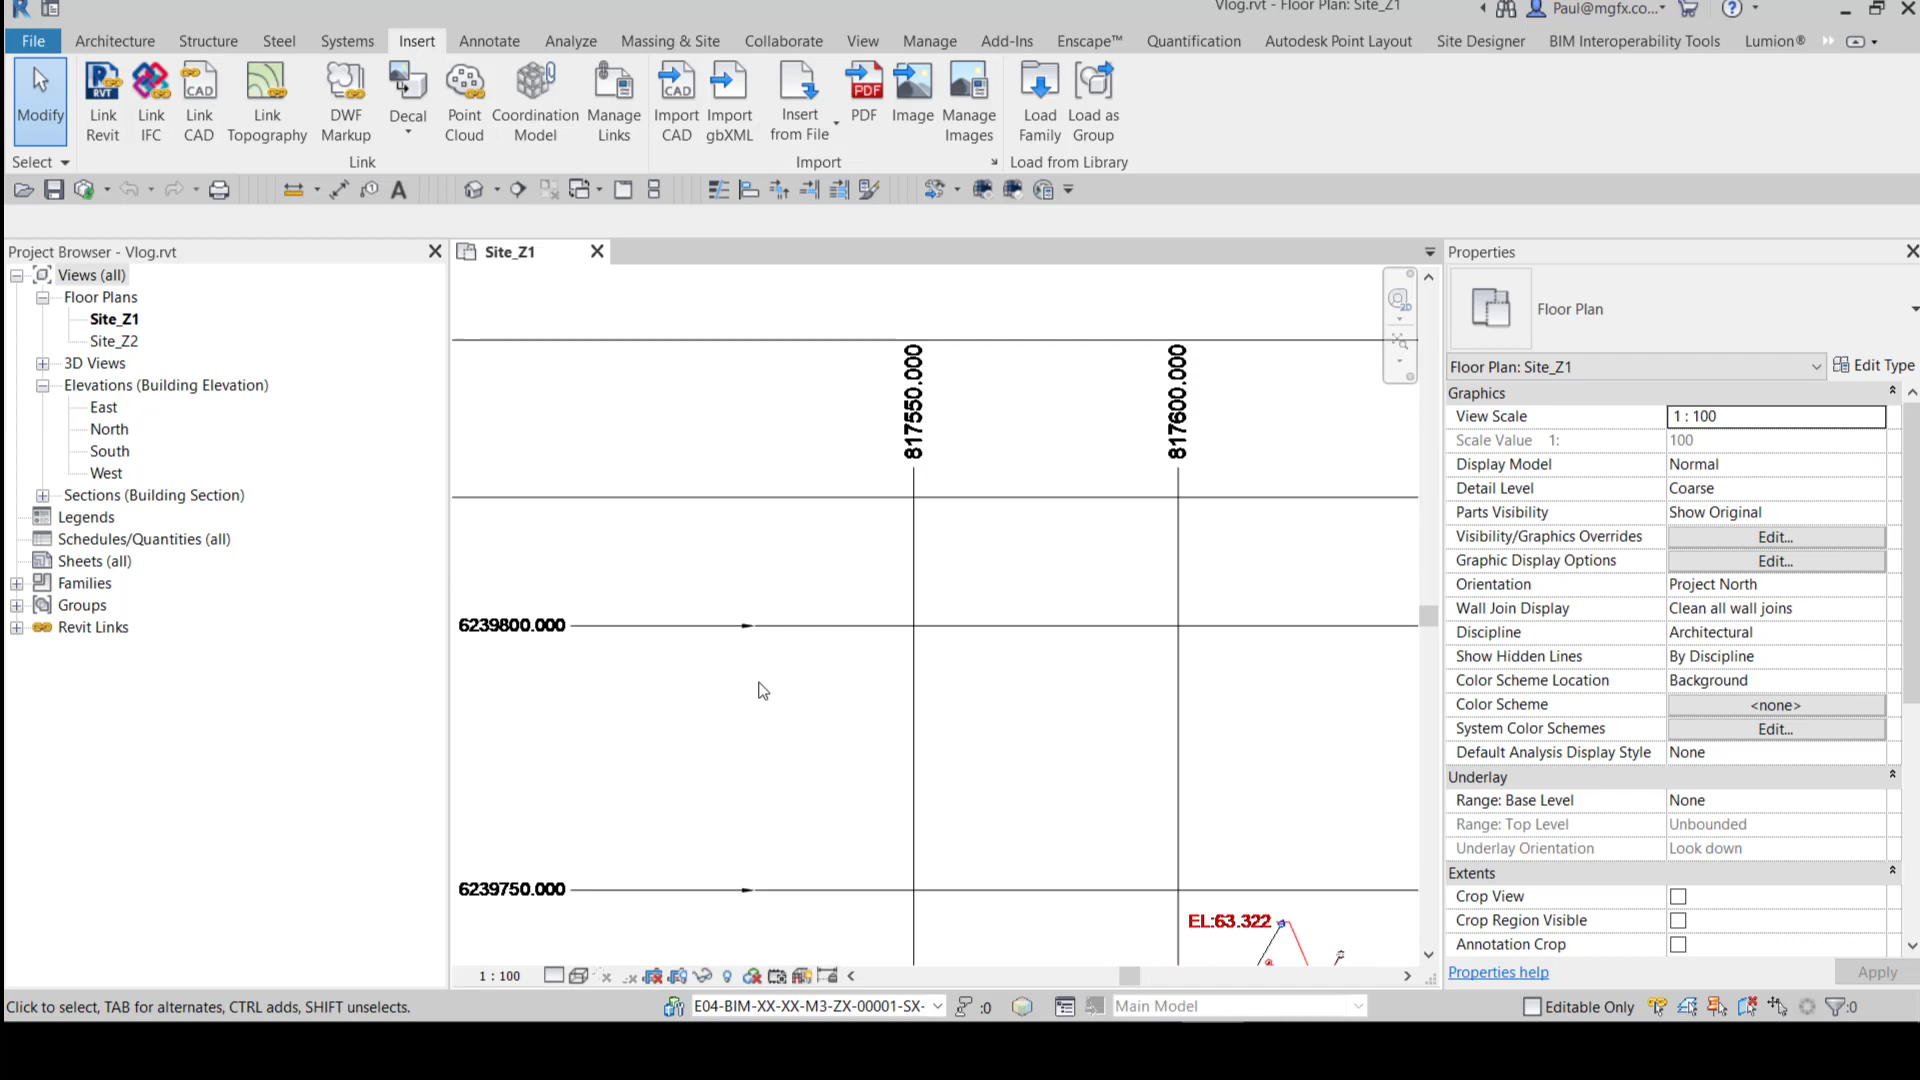 Vlog.rvt - Floor Plan: Site_Z1
Paul@mgfx.co...
File Architecture Structure Steel Systems Insert Annotate Analyze Massing & Site Collaborate View Manage Add-Ins Enscape™ Quantification Autodesk Point Layout Site Designer BIM Interoperability Tools Lumion®
Modify
Link Revit
Link IFC
Link CAD
Link Topography
DWF Markup
Decal
Point Cloud
Coordination Model
Manage Links
Import CAD
Import gbXML
Insert from File
PDF
Image
Manage Images
Load Family
Load as Group
Select
Link
Import
Load from Library
Project Browser - Vlog.rvt
Views (all)
Floor Plans
Site_Z1
Site_Z2
3D Views
Elevations (Building Elevation)
East
North
South
West
Sections (Building Section)
Legends
Schedules/Quantities (all)
Sheets (all)
Families
Groups
Revit Links
Site_Z1
817550.000
817600.000
6239800.000
6239750.000
EL:63.322
1 : 100
Properties
Floor Plan
Floor Plan: Site_Z1
Edit Type
Graphics
View Scale 1 : 100
Scale Value 1: 100
Display Model Normal
Detail Level Coarse
Parts Visibility Show Original
Visibility/Graphics Overrides Edit...
Graphic Display Options Edit...
Orientation Project North
Wall Join Display Clean all wall joins
Discipline Architectural
Show Hidden Lines By Discipline
Color Scheme Location Background
Color Scheme <none>
System Color Schemes Edit...
Default Analysis Display Style None
Underlay
Range: Base Level None
Range: Top Level Unbounded
Underlay Orientation Look down
Extents
Crop View
Crop Region Visible
Annotation Crop
Properties help
Apply
Click to select, TAB for alternates, CTRL adds, SHIFT unselects.
E04-BIM-XX-XX-M3-ZX-00001-SX-
:0
Main Model
Editable Only
:0